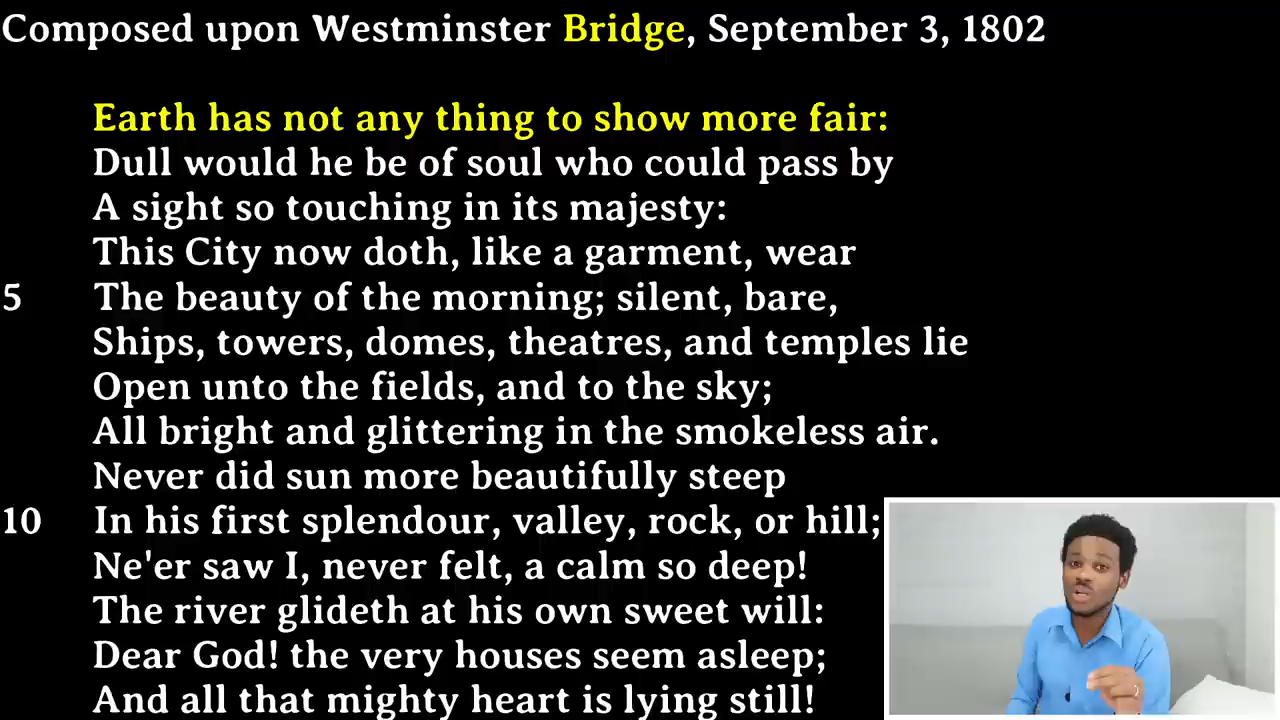 Composed upon Westminster Bridge, September 3, 1802
Earth has not any thing to show more fair:
Dull would he be of soul who could pass by
A sight so touching in its majesty:
This City now doth, like a garment, wear
5 The beauty of the morning; silent, bare,
Ships, towers, domes, theatres, and temples lie
Open unto the fields, and to the sky;
All bright and glittering in the smokeless air.
Never did sun more beautifully steep
10 In his first splendour, valley, rock, or hill;
Ne'er saw I, never felt, a calm so deep!
The river glideth at his own sweet will:
Dear God! the very houses seem asleep;
And all that mighty heart is lying still!